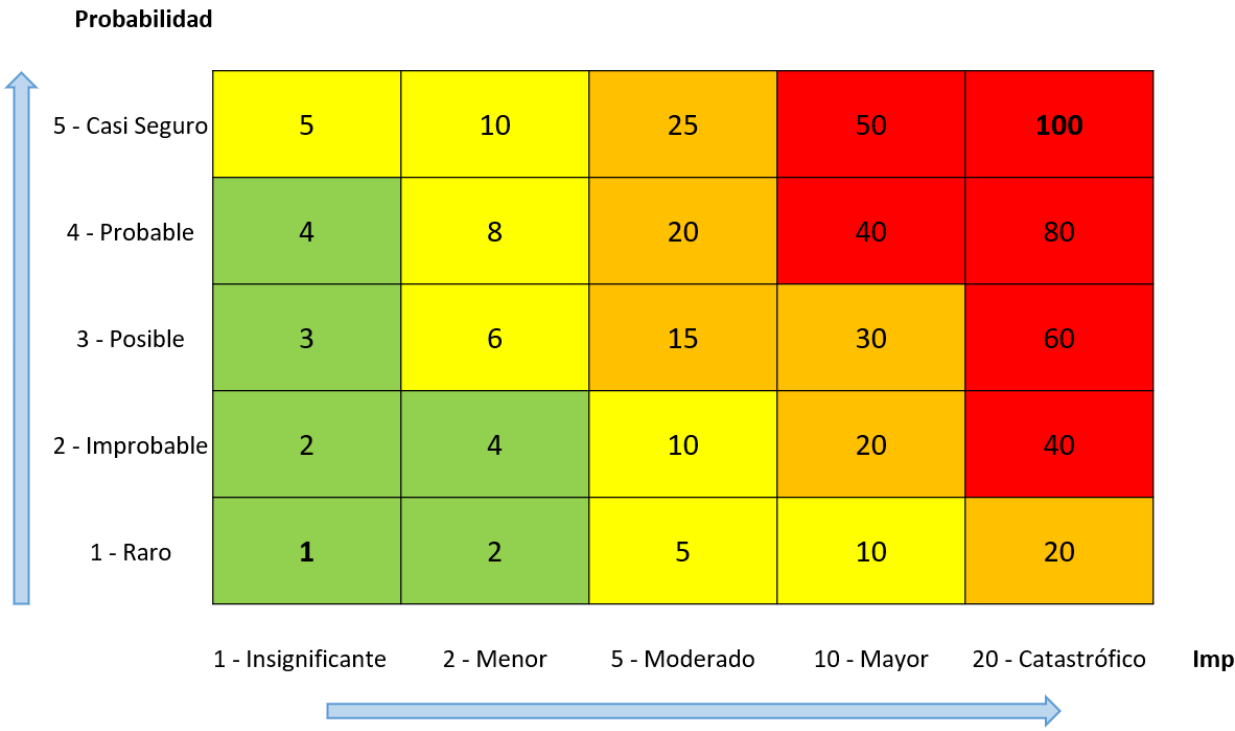 Probabilidad
5 - Casi Seguro 5 10 25 50 100
4 - Probable 4 8 20 40 80
3 - Posible 3 6 15 30 60
2 - Improbable 2 4 10 20 40
1 - Raro 1 2 5 10 20
1 - Insignificante 2 - Menor 5 - Moderado 10 - Mayor 20 - Catastrófico Imp